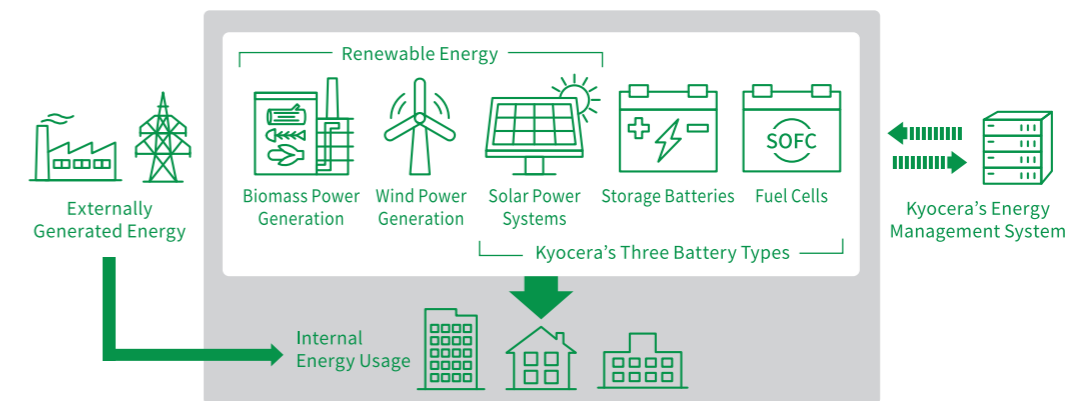 Renewable Energy
SOFC
Biomass Power
Generation
Wind Power
Generation
Solar Power
Systems
Storage Batteries
Fuel Cells
Externally
Generated Energy
Kyocera’s Energy
Management System
Kyocera’s Three Battery Types
Internal
Energy Usage